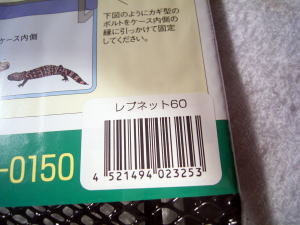 下図のようにカギ型の
ボルトをケース内側の
縁に引っかけて固定
してください。
ケース内側
レプネット60
-0150
4 521494 023253